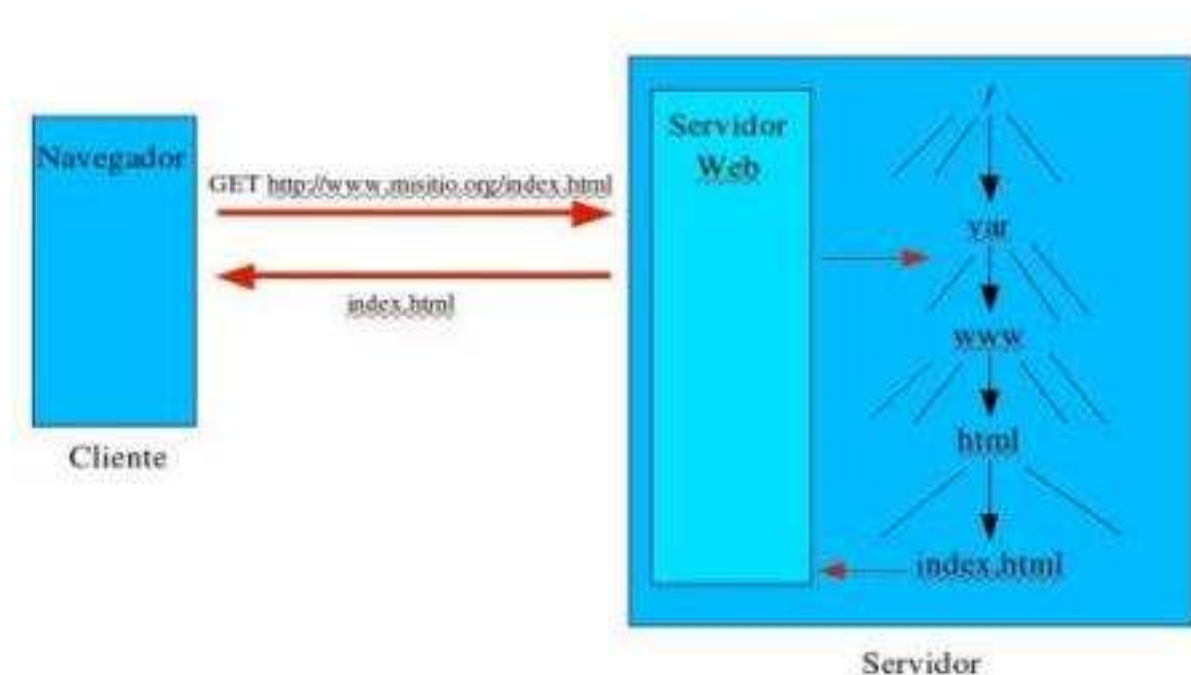 Navegador
GET http://www.misitio.org/index.html
index.html
Cliente
Servidor
Web
/
var
www
html
index.html
Servidor